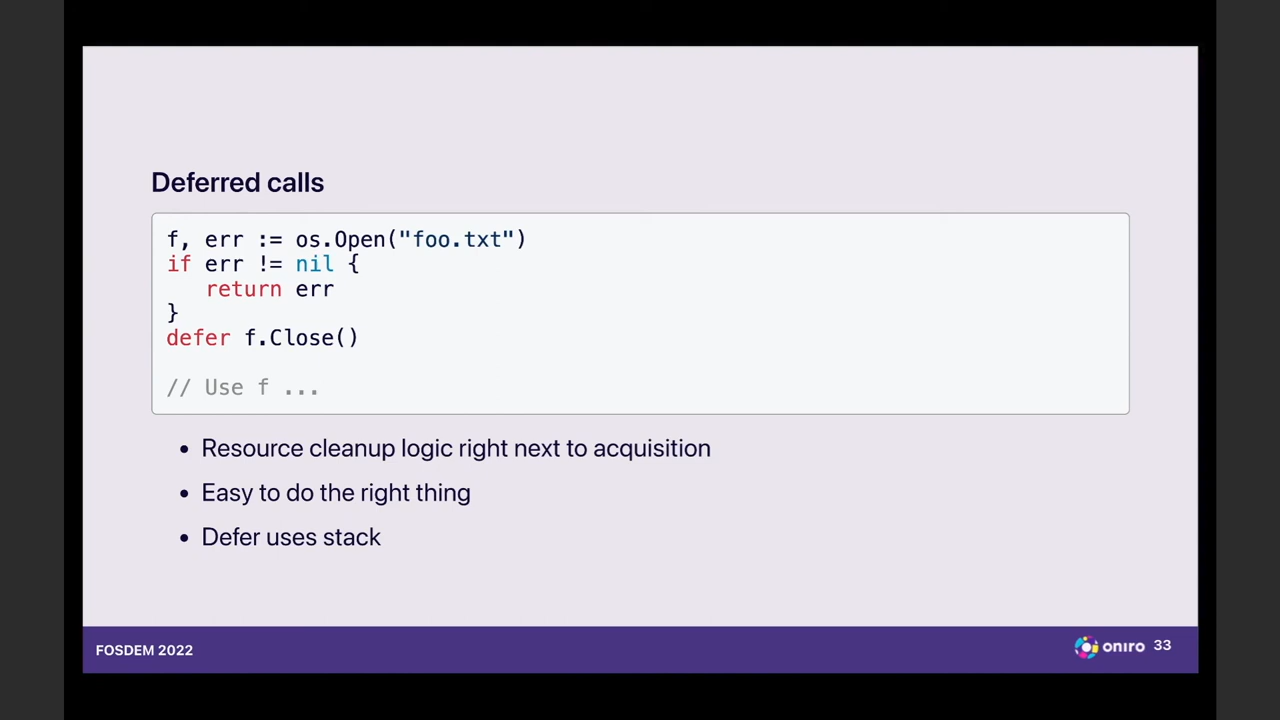 Deferred calls
f, err := os.Open("foo.txt")
if err != nil {
   return err
}
defer f.Close()
// Use f ...
• Resource cleanup logic right next to acquisition
• Easy to do the right thing
• Defer uses stack
FOSDEM 2022
oniro 33